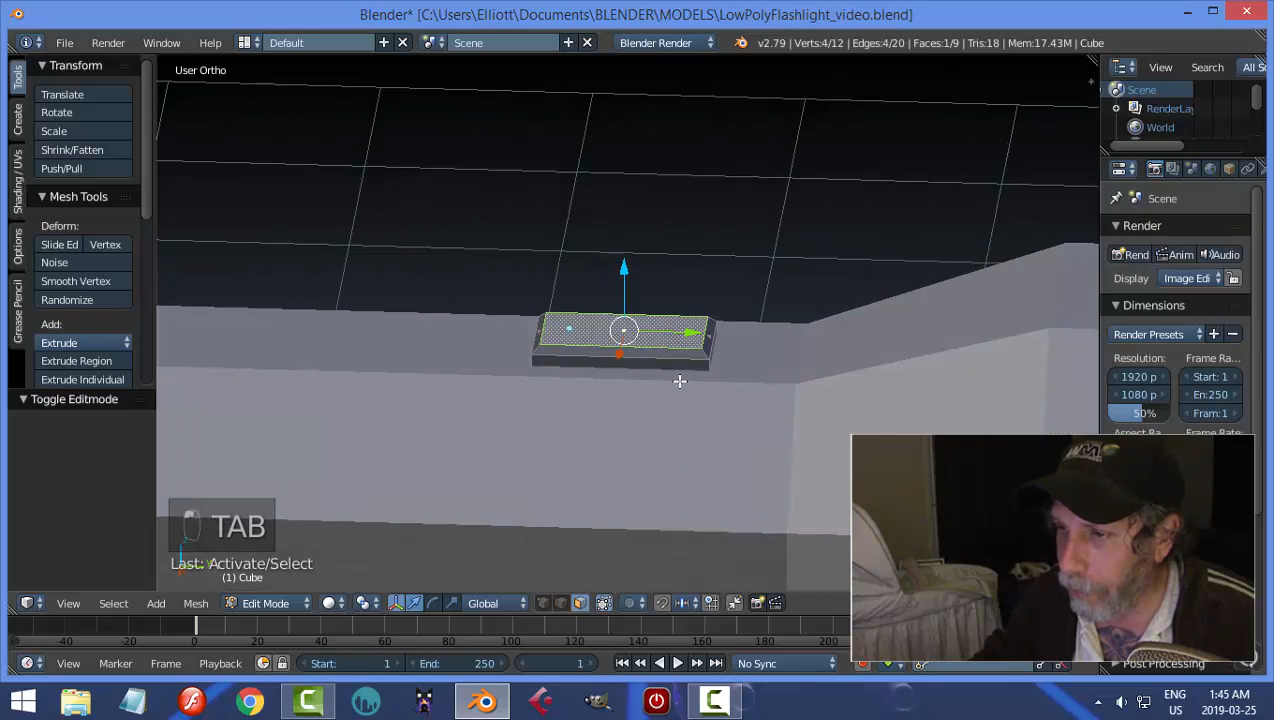 Blender* [C:\Users\Elliott\Documents\BLENDER\MODELS\LowPolyFlashlight_video.blend]
File Render Window Help Default Scene Blender Render v2.79 | Verts:4/12 | Edges:4/20 | Faces:1/9 | Tris:18 | Mem:17.43M | Cube
Tools
Create
Shading / UVs
Options
Grease Pencil
Transform
Translate
Rotate
Scale
Shrink/Fatten
Push/Pull
Mesh Tools
Deform:
Slide Ed Vertex
Noise
Smooth Vertex
Randomize
Add:
Extrude
Extrude Region
Extrude Individual
Toggle Editmode
User Ortho
TAB
Last: Activate/Select
(1) Cube
View Search All S
Scene
RenderLay
World
Scene
Render
Rend Anim Audio
Display Image Edi
Dimensions
Render Presets
Resolution: Frame Ra
1920 p Start: 1
1080 p En:250
50% Fram:1
View Select Add Mesh Edit Mode Global
-40 -20 0 20 40 60 80 100 120 140 160 180 200
View Marker Frame Playback Start: 1 End: 250 1 No Sync
Post Processing
ENG 1:45 AM
US 2019-03-25